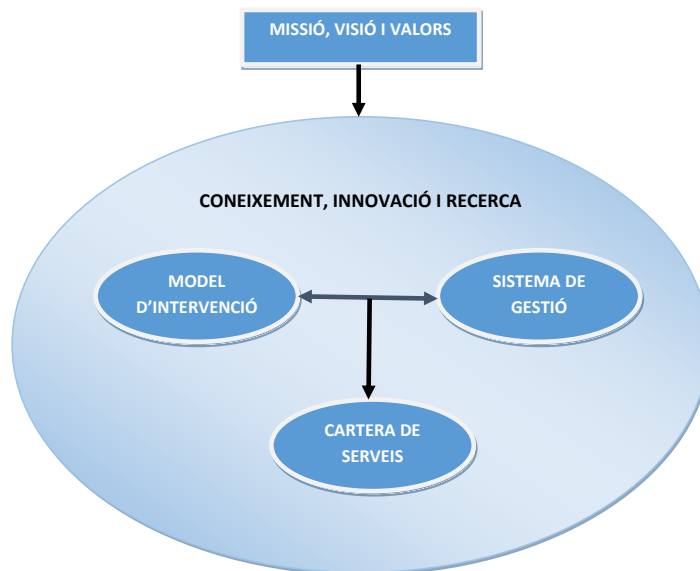 MISSIÓ, VISIÓ I VALORS
CONEIXEMENT, INNOVACIÓ I RECERCA
MODEL
D’INTERVENCIÓ
SISTEMA DE
GESTIÓ
CARTERA DE
SERVEIS